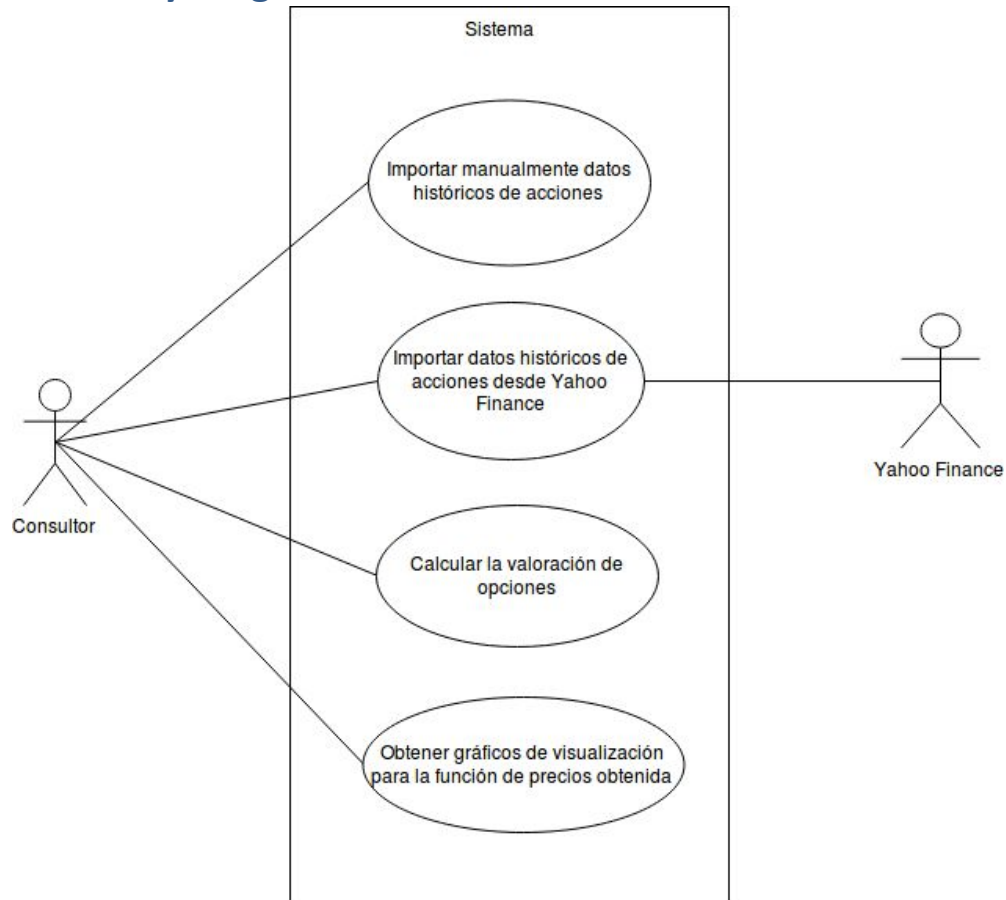 Sistema
Importar manualmente datos
históricos de acciones
Importar datos históricos de
acciones desde Yahoo
Finance
Yahoo Finance
Consultor
Calcular la valoración de
opciones
Obtener gráficos de visualización
para la función de precios obtenida